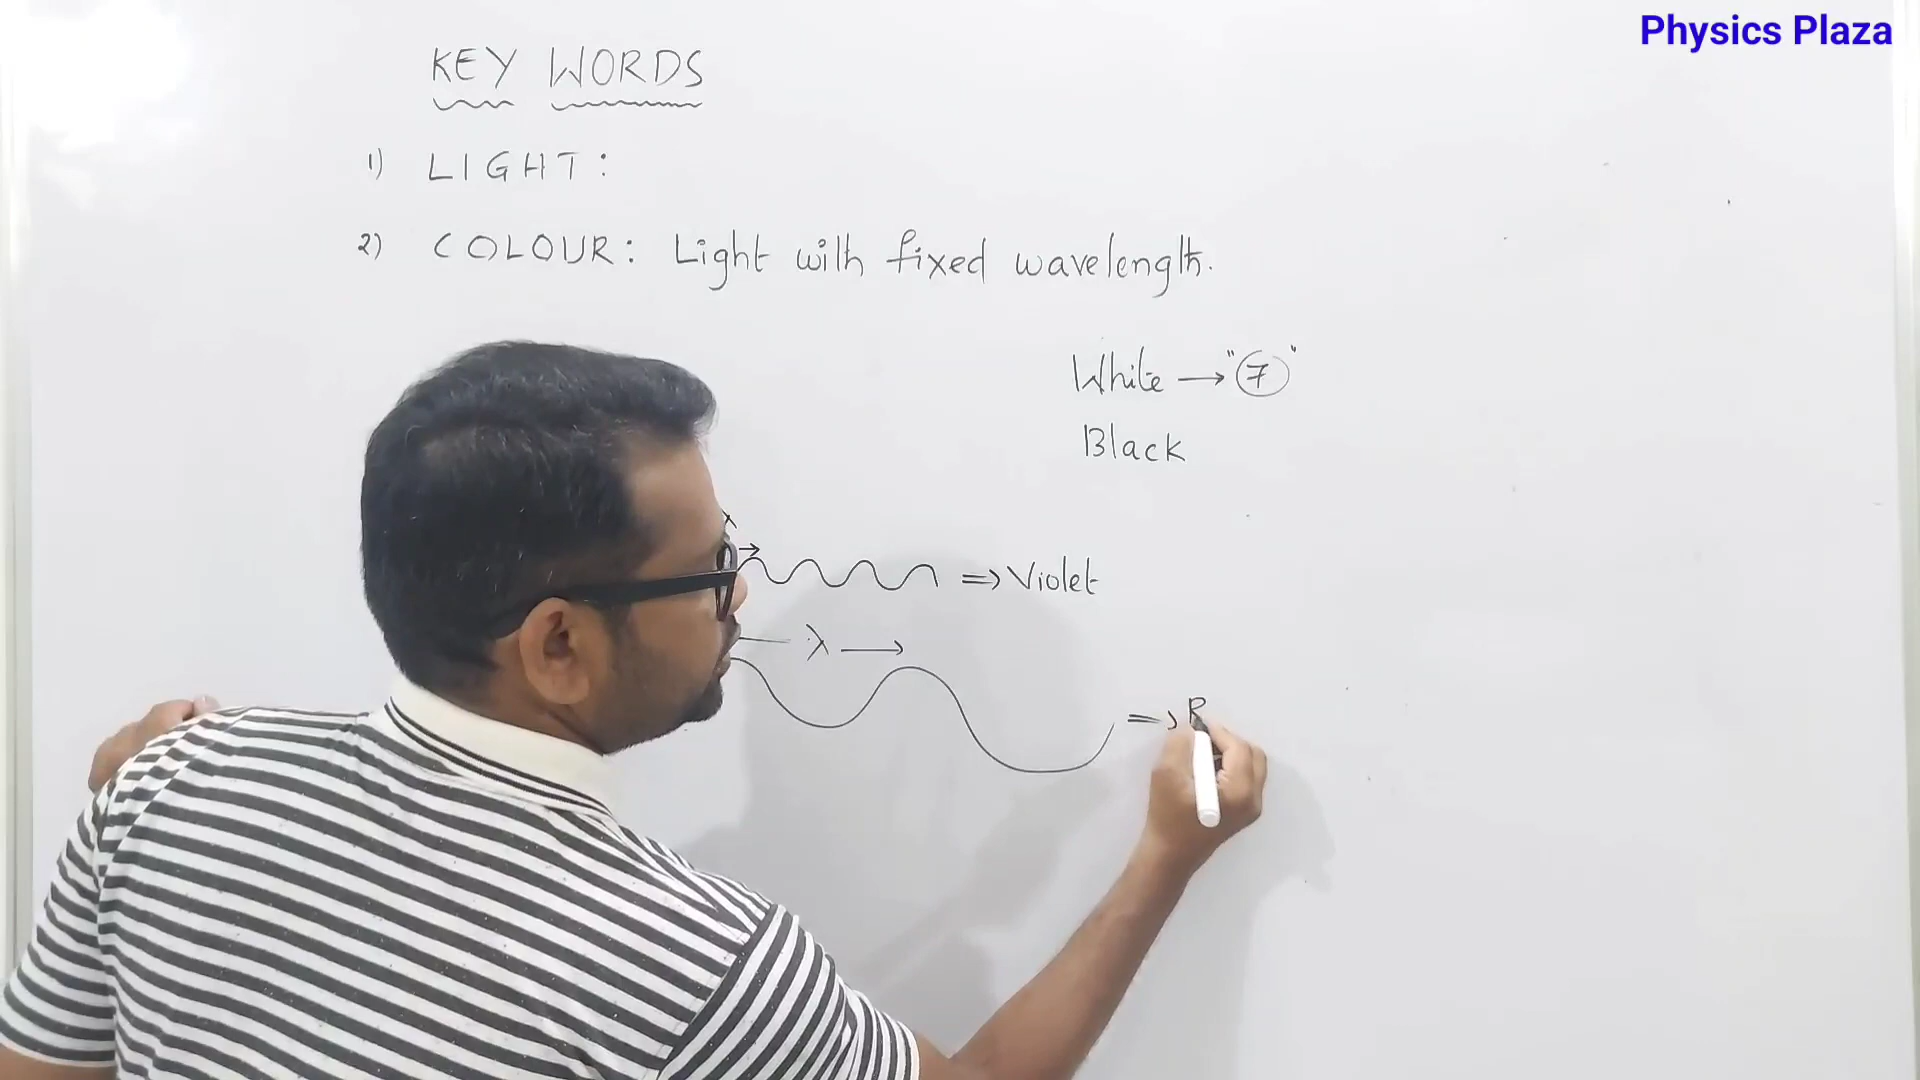 Physics Plaza
KEY WORDS
1) LIGHT:
2) COLOUR: Light with fixed wavelength.
White → "7"
Black
λ
⇒ Violet
λ →
⇒ R